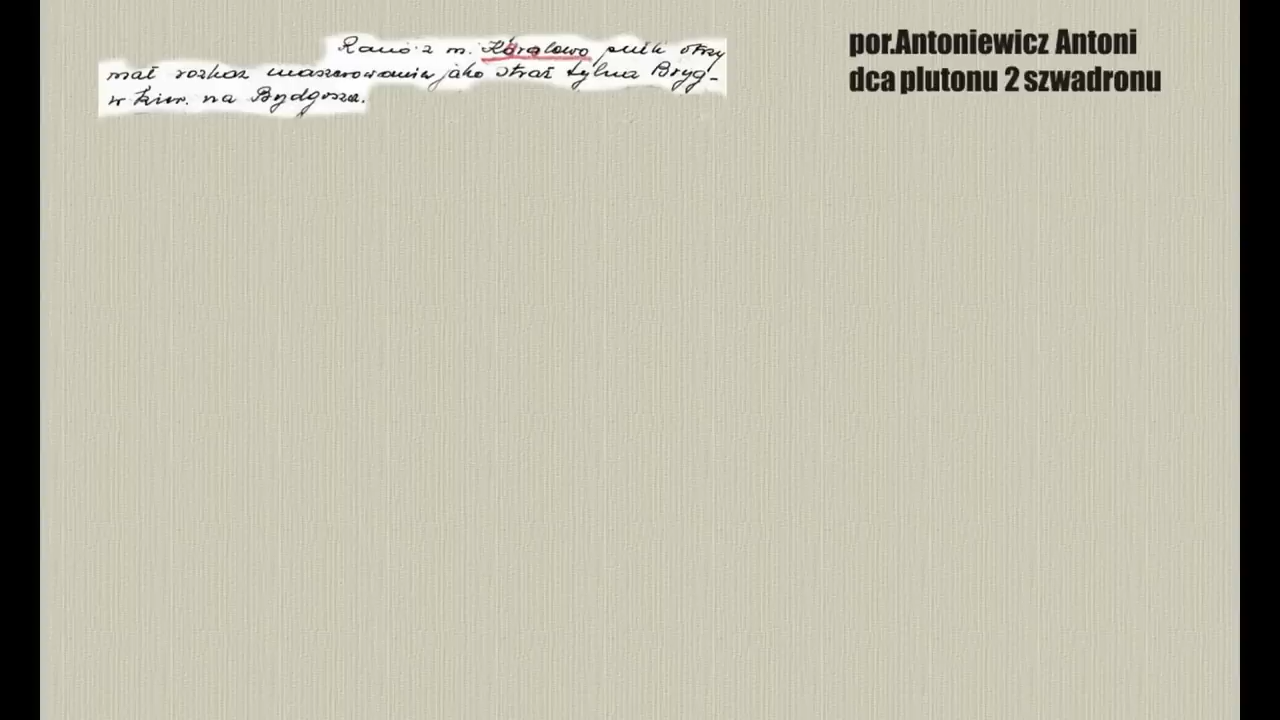 Rano z m. Koralowo pułk otrzy
mał rozkaz maszerowania jako straż tylna Bryg-
w kier. na Bydgoszcz.
por.Antoniewicz Antoni
dca plutonu 2 szwadronu